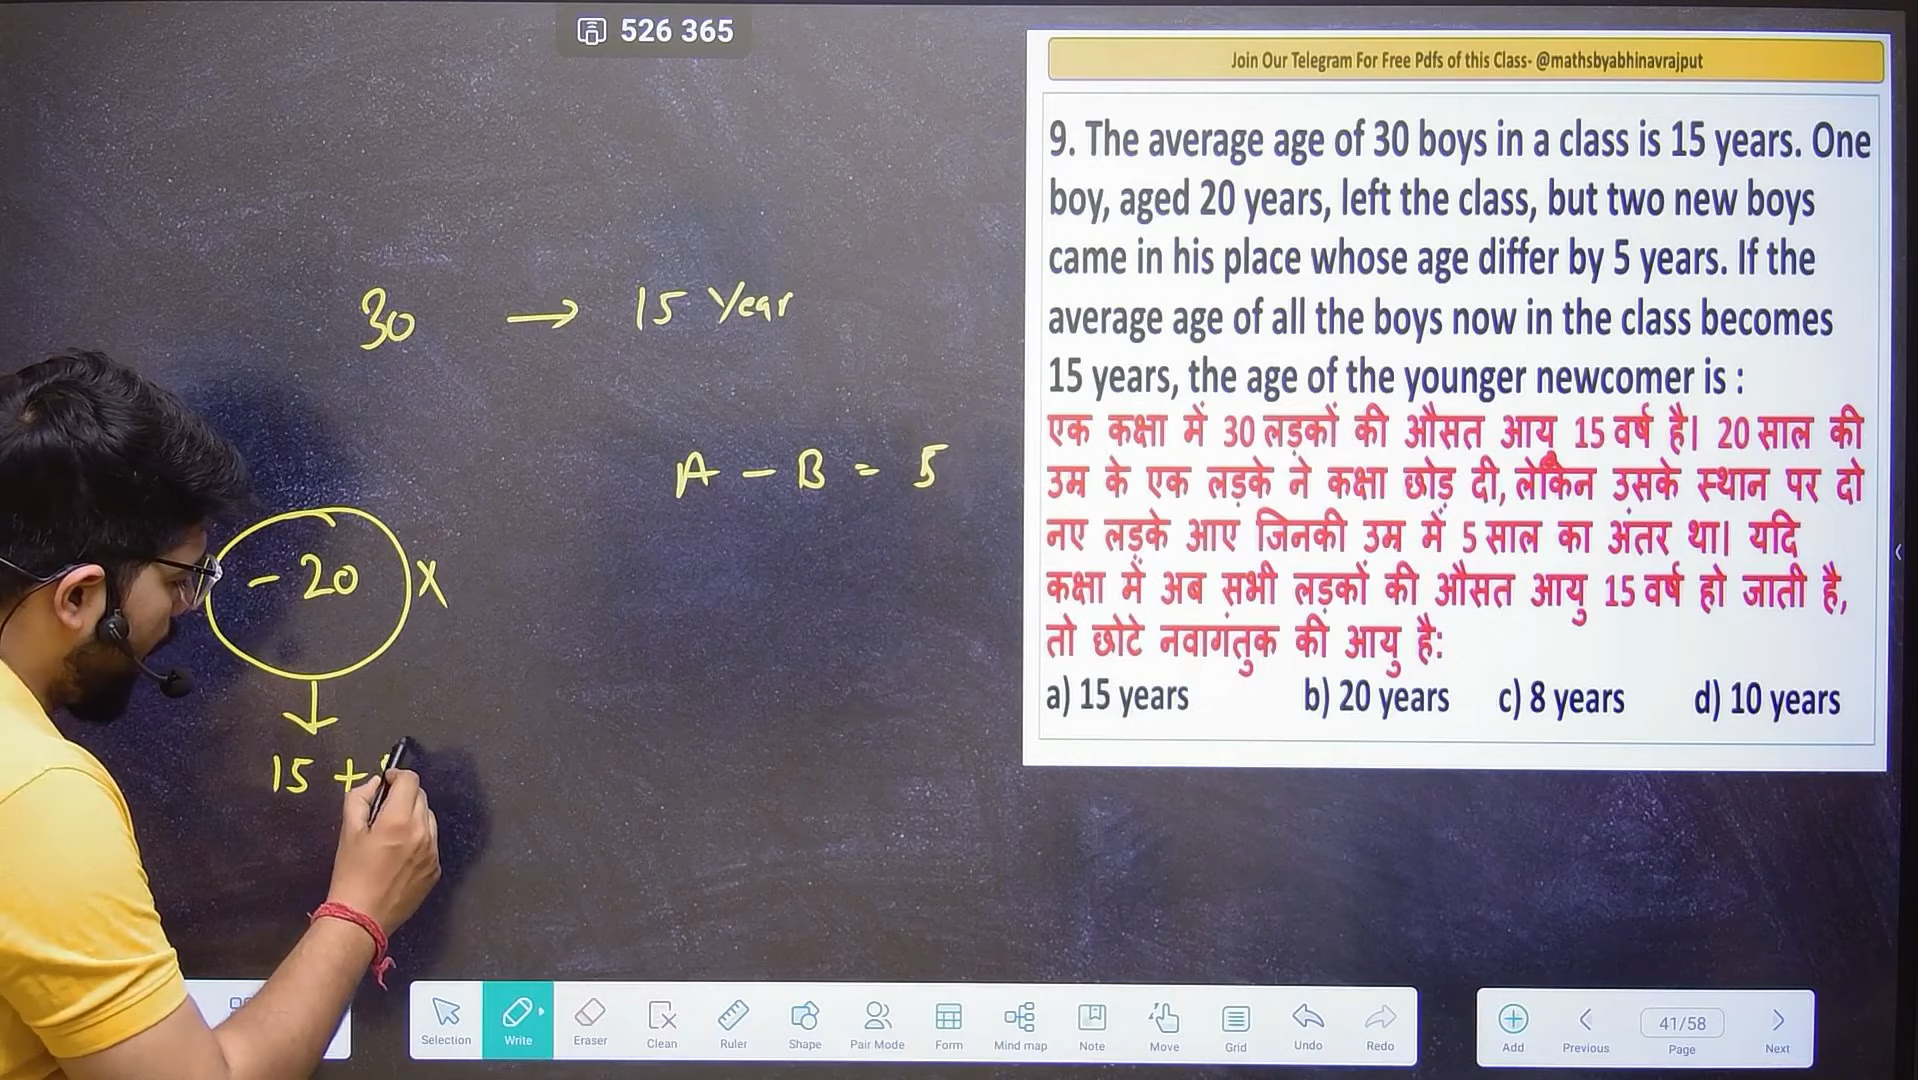 526 365
Join Our Telegram For Free Pdfs of this Class- @mathsbyabhinavrajput
9. The average age of 30 boys in a class is 15 years. One
boy, aged 20 years, left the class, but two new boys
came in his place whose age differ by 5 years. If the
average age of all the boys now in the class becomes
15 years, the age of the younger newcomer is :
एक कक्षा में 30 लड़कों की औसत आयु 15 वर्ष है। 20 साल की
उम्र के एक लड़के ने कक्षा छोड़ दी, लेकिन उसके स्थान पर दो
नए लड़के आए जिनकी उम्र में 5 साल का अंतर था। यदि
कक्षा में अब सभी लड़कों की औसत आयु 15 वर्ष हो जाती है,
तो छोटे नवागंतुक की आयु है:
a) 15 years b) 20 years c) 8 years d) 10 years
30 → 15 Year
A - B = 5
- 20 X
15 +
Selection Write Eraser Clean Ruler Shape Pair Mode Form Mind map Note Move Grid Undo Redo
41/58
Add Previous Page Next